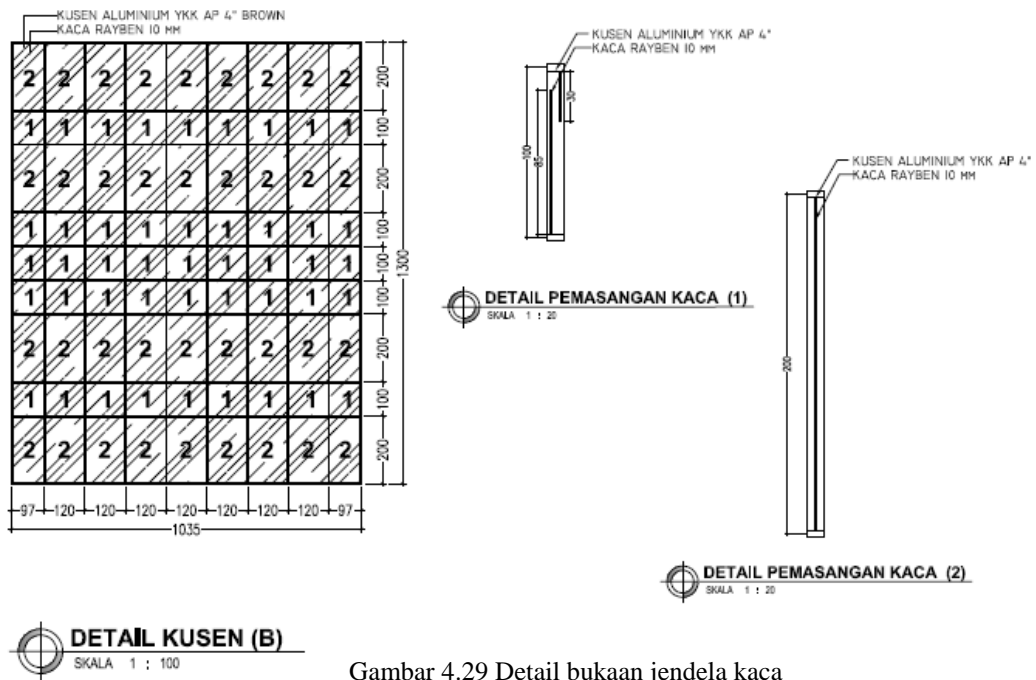 KUSEN ALUMINIUM YKK AP 4" BROWN
KACA RAYBEN 10 MM
2 2 2 2 2 2 2 2 2
200
1 1 1 1 1 1 1 1 1
100
2 2 2 2 2 2 2 2 2
200
1 1 1 1 1 1 1 1 1
100
1 1 1 1 1 1 1 1 1
100
1300
1 1 1 1 1 1 1 1 1
100
2 2 2 2 2 2 2 2 2
200
1 1 1 1 1 1 1 1 1
100
2 2 2 2 2 2 2 2 2
200
97 120 120 120 120 120 120 120 97
1035
DETAIL KUSEN (B)
SKALA 1 : 100
KUSEN ALUMINIUM YKK AP 4"
KACA RAYBEN 10 MM
30
100
85
DETAIL PEMASANGAN KACA (1)
SKALA 1 : 20
KUSEN ALUMINIUM YKK AP 4"
KACA RAYBEN 10 MM
200
DETAIL PEMASANGAN KACA (2)
SKALA 1 : 20
Gambar 4.29 Detail bukaan jendela kaca